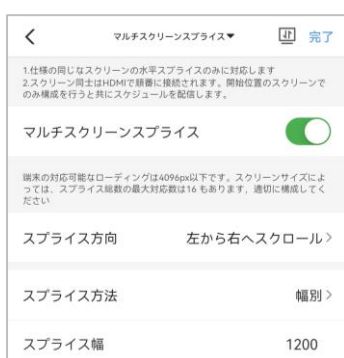 マルチスクリーンスプライス▼ 完了
1.仕様の同じなスクリーンの水平スプライスのみに対応します
2.スクリーン同士はHDMIで順番に接続されます。開始位置のスクリーンで
のみ構成を行うと共にスケジュールを配信します。
マルチスクリーンスプライス
端末の対応可能なローディングは4096px以下です。スクリーンサイズによ
っては、スプライス総数の最大対応数は16 もあります，適切に構成してく
ださい
スプライス方向 左から右へスクロール>
スプライス方法 幅別>
スプライス幅 1200